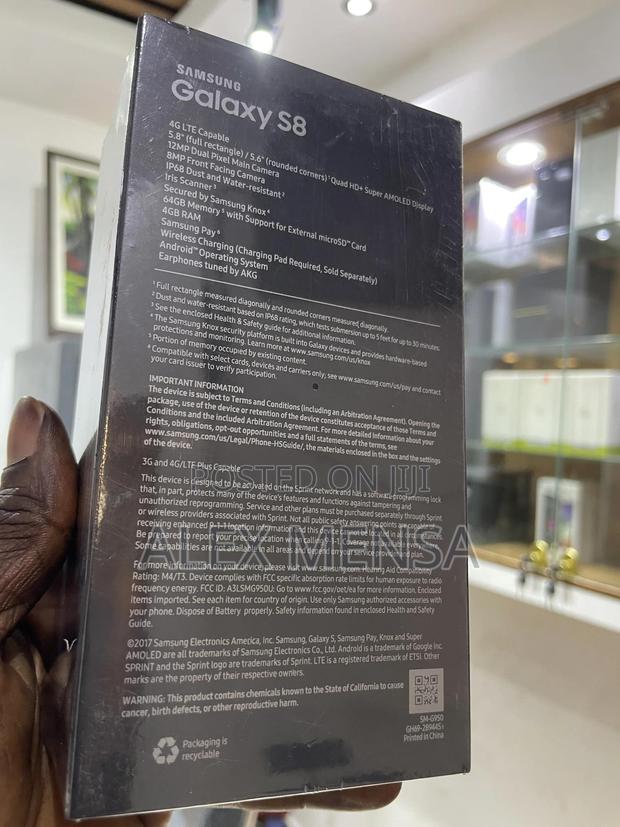 SAMSUNG
Galaxy S8
4G LTE Capable
5.8" (full rectangle) / 5.6" (rounded corners)¹ Quad HD+ Super AMOLED Display
12MP Dual Pixel Main Camera
8MP Front Facing Camera
IP68 Dust and Water-resistant²
Iris Scanner³
Secured by Samsung Knox⁴
64GB Memory⁵ with Support for External microSD™ Card
4GB RAM
Samsung Pay⁶
Wireless Charging (Charging Pad Required, Sold Separately)
Android™ Operating System
Earphones tuned by AKG
¹ Full rectangle measured diagonally and rounded corners measured diagonally.
² Dust and water-resistant based on IP68 rating, which tests submersion up to 5 feet for up to 30 minutes.
³ See the enclosed Health & Safety guide for additional information.
⁴ The Samsung Knox security platform is built into Galaxy devices and provides hardware-based
protections and monitoring. Learn more at www.samsung.com/us/knox
⁵ Portion of memory occupied by existing content.
⁶ Compatible with select cards, devices and carriers only; see www.samsung.com/us/pay and contact
your card issuer to verify participation.
IMPORTANT INFORMATION
The device is subject to Terms and Conditions (including an Arbitration Agreement). Opening the
package, use of the device or retention of the device constitutes acceptance of those Terms and
Conditions and the included Arbitration Agreement. For more detailed information about your
rights, obligations, opt-out opportunities and a full statements of the terms, see
www.samsung.com/us/Legal/Phone-HSGuide/, the materials enclosed in the box and the settings
of the device.
3G and 4G/LTE Plus Capable
POSTED ON JIJI
This device is designed to be activated on the Sprint network and has a software programming lock
that, in part, protects many of the device's features and functions against tampering and
unauthorized reprogramming. Service and other plans must be purchased separately through Sprint
or wireless providers associated with Sprint. Not all public safety answering points are capable of
receiving enhanced information from this device
Be prepared to report your location when calling 9-1-1. Coverage
Some capabilities are not available in all areas
ALEX MENSA
For more information on your device, please visit www.samsung.com. Hearing Aid Compatibility
Rating: M4/T3. Device complies with FCC specific absorption rate limits for human exposure to radio
frequency energy. FCC ID: A3LSMG950U: Go to www.fcc.gov/oet/ea for more information. Enclosed
items imported. See each item for country of origin. Use only Samsung authorized accessories with
your phone. Dispose of Battery properly. Safety information found in enclosed Health and Safety
Guide.
©2017 Samsung Electronics America, Inc. Samsung, Galaxy S, Samsung Pay, Knox and Super
AMOLED are all trademarks of Samsung Electronics Co., Ltd. Android is a trademark of Google Inc.
SPRINT and the Sprint logo are trademarks of Sprint. LTE is a registered trademark of ETSI. Other
marks are the property of their respective owners.
WARNING: This product contains chemicals known to the State of California to cause
cancer, birth defects, or other reproductive harm.
SM-G950
GH69-28944S
Printed in China
Packaging is
recyclable